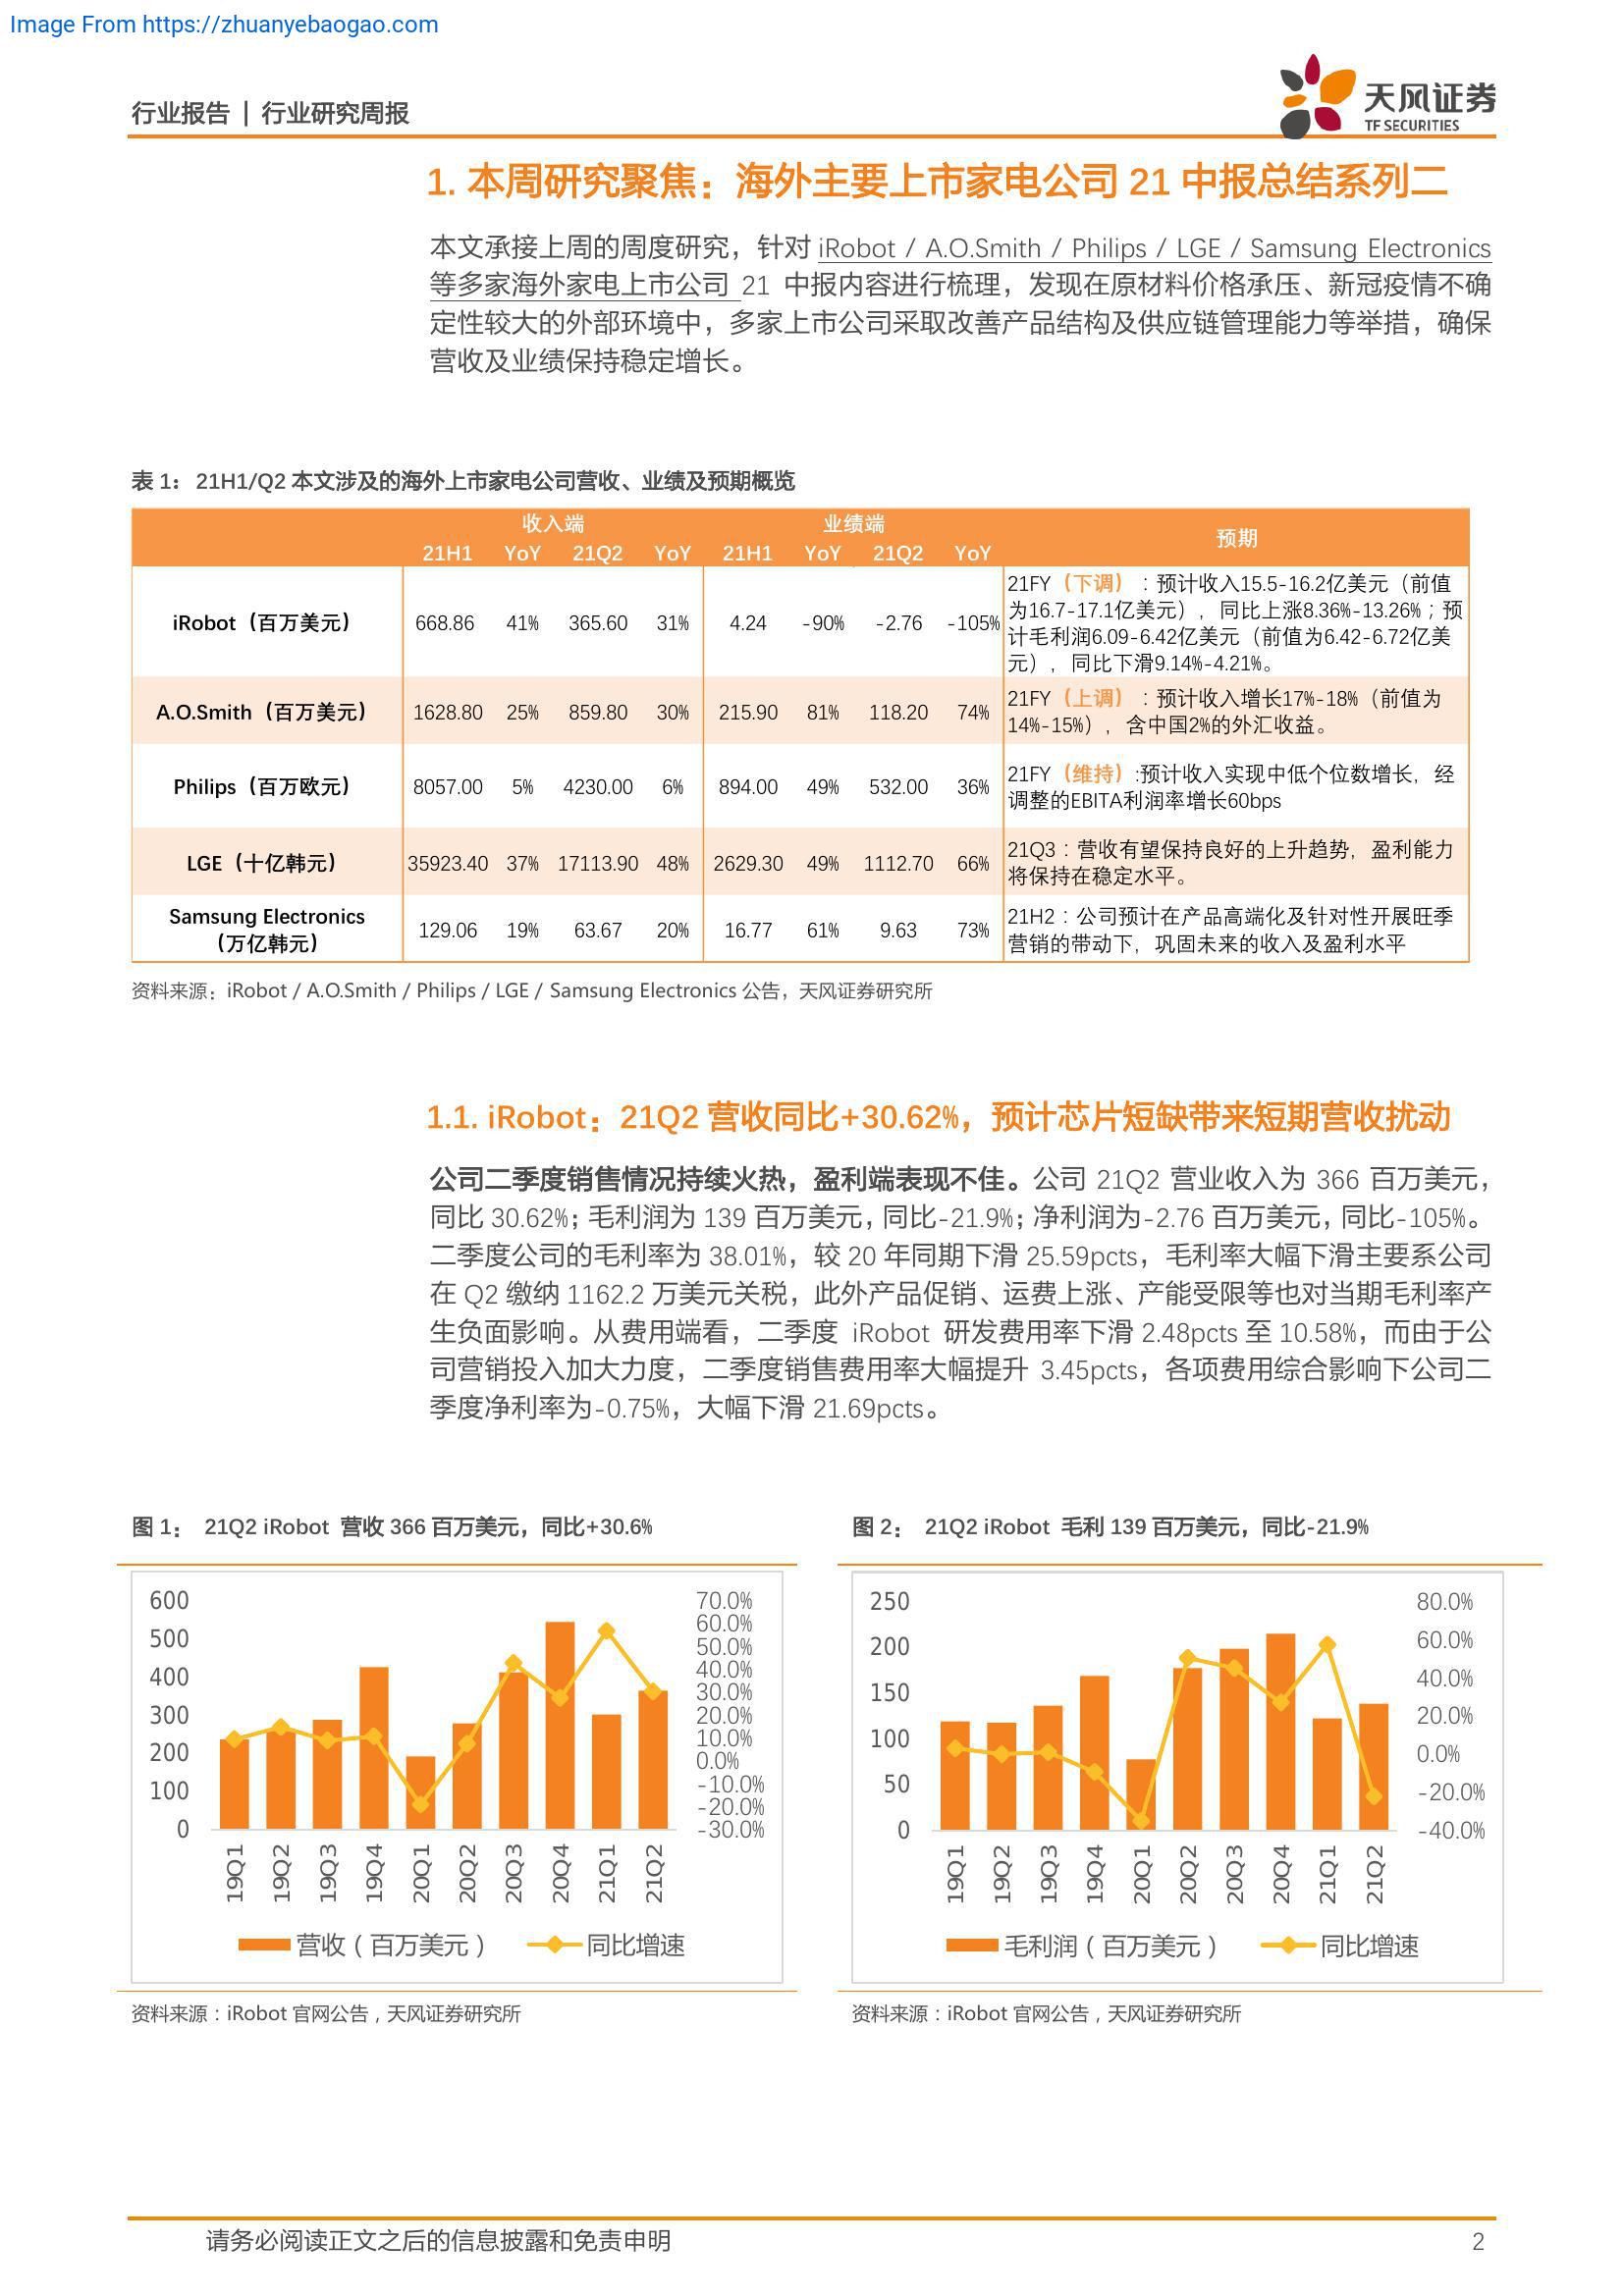 Image From https://zhuanyebaogao.com
行业报告 | 行业研究周报
天风证券
TF SECURITIES
1. 本周研究聚焦：海外主要上市家电公司 21 中报总结系列二
本文承接上周的周度研究，针对 iRobot / A.O.Smith / Philips / LGE / Samsung Electronics
等多家海外家电上市公司 21 中报内容进行梳理，发现在原材料价格承压、新冠疫情不确
定性较大的外部环境中，多家上市公司采取改善产品结构及供应链管理能力等举措，确保
营收及业绩保持稳定增长。
表 1：21H1/Q2 本文涉及的海外上市家电公司营收、业绩及预期概览
收入端 业绩端 预期
21H1 YoY 21Q2 YoY 21H1 YoY 21Q2 YoY
iRobot（百万美元） 668.86 41% 365.60 31% 4.24 -90% -2.76 -105%
21FY（下调）：预计收入15.5-16.2亿美元（前值
为16.7-17.1亿美元），同比上涨8.36%-13.26%；预
计毛利润6.09-6.42亿美元（前值为6.42-6.72亿美
元），同比下滑9.14%-4.21%。
A.O.Smith（百万美元） 1628.80 25% 859.80 30% 215.90 81% 118.20 74%
21FY（上调）：预计收入增长17%-18%（前值为
14%-15%），含中国2%的外汇收益。
Philips（百万欧元） 8057.00 5% 4230.00 6% 894.00 49% 532.00 36%
21FY（维持）:预计收入实现中低个位数增长，经
调整的EBITA利润率增长60bps
LGE（十亿韩元） 35923.40 37% 17113.90 48% 2629.30 49% 1112.70 66%
21Q3：营收有望保持良好的上升趋势，盈利能力
将保持在稳定水平。
Samsung Electronics
（万亿韩元） 129.06 19% 63.67 20% 16.77 61% 9.63 73%
21H2：公司预计在产品高端化及针对性开展旺季
营销的带动下，巩固未来的收入及盈利水平
资料来源：iRobot / A.O.Smith / Philips / LGE / Samsung Electronics 公告，天风证券研究所
1.1. iRobot：21Q2 营收同比+30.62%，预计芯片短缺带来短期营收扰动
公司二季度销售情况持续火热，盈利端表现不佳。公司 21Q2 营业收入为 366 百万美元，
同比 30.62%；毛利润为 139 百万美元，同比-21.9%；净利润为-2.76 百万美元，同比-105%。
二季度公司的毛利率为 38.01%，较 20 年同期下滑 25.59pcts，毛利率大幅下滑主要系公司
在 Q2 缴纳 1162.2 万美元关税，此外产品促销、运费上涨、产能受限等也对当期毛利率产
生负面影响。从费用端看，二季度 iRobot 研发费用率下滑 2.48pcts 至 10.58%，而由于公
司营销投入加大力度，二季度销售费用率大幅提升 3.45pcts，各项费用综合影响下公司二
季度净利率为-0.75%，大幅下滑 21.69pcts。
图 1： 21Q2 iRobot 营收 366 百万美元，同比+30.6%
600
500
400
300
200
100
0
70.0%
60.0%
50.0%
40.0%
30.0%
20.0%
10.0%
0.0%
-10.0%
-20.0%
-30.0%
19Q1 19Q2 19Q3 19Q4 20Q1 20Q2 20Q3 20Q4 21Q1 21Q2
营收（百万美元） 同比增速
资料来源：iRobot 官网公告，天风证券研究所
图 2： 21Q2 iRobot 毛利 139 百万美元，同比-21.9%
250
200
150
100
50
0
80.0%
60.0%
40.0%
20.0%
0.0%
-20.0%
-40.0%
19Q1 19Q2 19Q3 19Q4 20Q1 20Q2 20Q3 20Q4 21Q1 21Q2
毛利润（百万美元） 同比增速
资料来源：iRobot 官网公告，天风证券研究所
请务必阅读正文之后的信息披露和免责申明 2